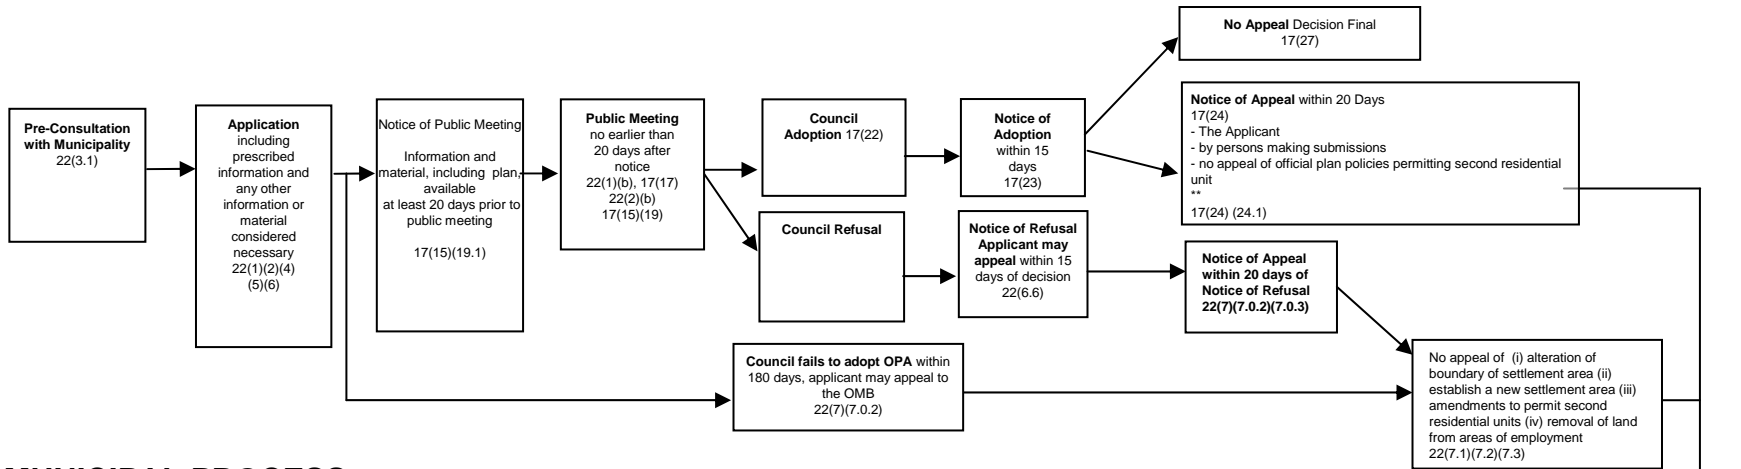 No Appeal Decision Final
17(27)
Pre-Consultation
with Municipality
22(3.1)
Application
including
prescribed
information and
any other
information or
material
considered
necessary
22(1)(2)(4)
(5)(6)
Notice of Public Meeting
Information and
material, including  plan,
available
at least 20 days prior to
public meeting
17(15)(19.1)
Public Meeting
no earlier than
20 days after
notice
22(1)(b), 17(17)
22(2)(b)
17(15)(19)
Council
Adoption 17(22)
Notice of
Adoption
within 15
days
17(23)
Notice of Appeal within 20 Days
17(24)
- The Applicant
- by persons making submissions
- no appeal of official plan policies permitting second residential
unit
**
17(24) (24.1)
Council Refusal
Notice of Refusal
Applicant may
appeal within 15
days of decision
22(6.6)
Notice of Appeal
within 20 days of
Notice of Refusal
22(7)(7.0.2)(7.0.3)
Council fails to adopt OPA within
180 days, applicant may appeal to
the OMB
22(7)(7.0.2)
No appeal of  (i) alteration of
boundary of settlement area (ii)
establish a new settlement area (iii)
amendments to permit second
residential units (iv) removal of land
from areas of employment
22(7.1)(7.2)(7.3)
MUNICIPAL PROCESS